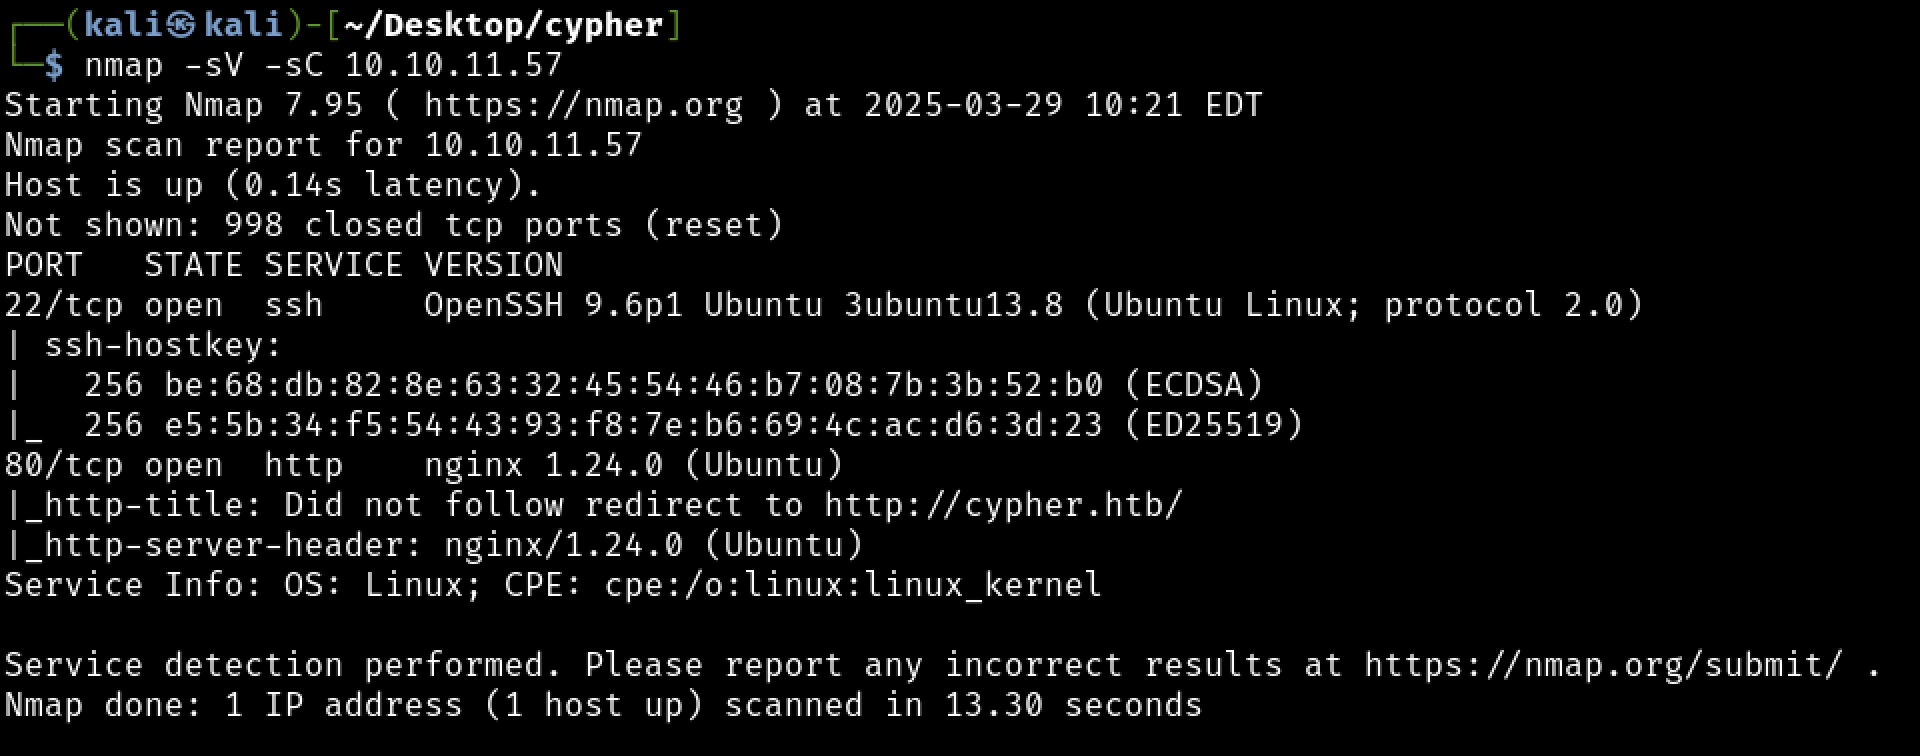 ┌──(kali㉿kali)-[~/Desktop/cypher]
└─$ nmap -sV -sC 10.10.11.57
Starting Nmap 7.95 ( https://nmap.org ) at 2025-03-29 10:21 EDT
Nmap scan report for 10.10.11.57
Host is up (0.14s latency).
Not shown: 998 closed tcp ports (reset)
PORT   STATE SERVICE VERSION
22/tcp open  ssh     OpenSSH 9.6p1 Ubuntu 3ubuntu13.8 (Ubuntu Linux; protocol 2.0)
| ssh-hostkey:
|   256 be:68:db:82:8e:63:32:45:54:46:b7:08:7b:3b:52:b0 (ECDSA)
|_  256 e5:5b:34:f5:54:43:93:f8:7e:b6:69:4c:ac:d6:3d:23 (ED25519)
80/tcp open  http    nginx 1.24.0 (Ubuntu)
|_http-title: Did not follow redirect to http://cypher.htb/
|_http-server-header: nginx/1.24.0 (Ubuntu)
Service Info: OS: Linux; CPE: cpe:/o:linux:linux_kernel

Service detection performed. Please report any incorrect results at https://nmap.org/submit/ .
Nmap done: 1 IP address (1 host up) scanned in 13.30 seconds